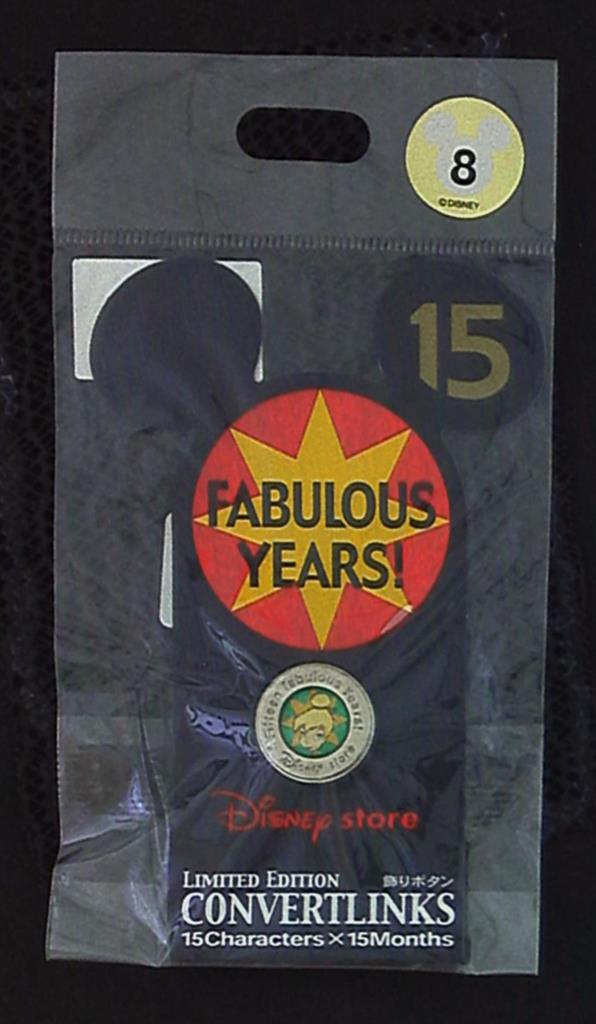 8
©DISNEY
15
FABULOUS
YEARS!
Fifteen Fabulous Years!
Disney store
Disney store
LIMITED EDITION 飾りボタン
CONVERTLINKS
15Characters×15Months